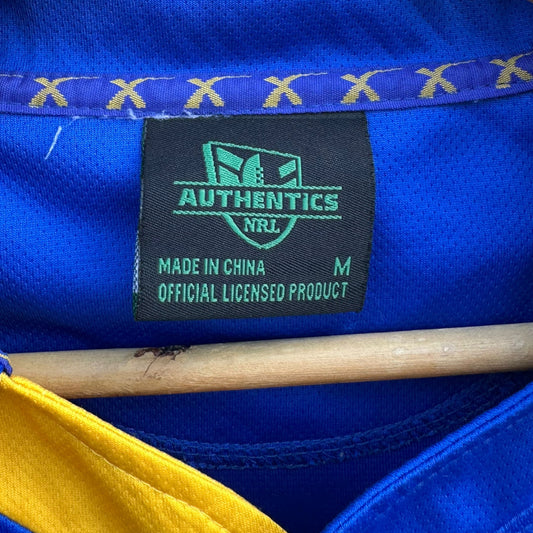 AUTHENTICS
NRL
MADE IN CHINA M
OFFICIAL LICENSED PRODUCT